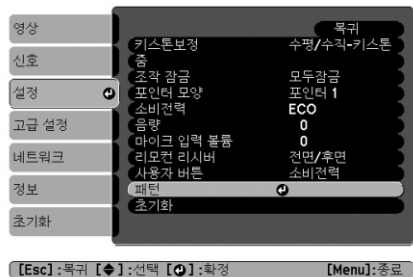 영상
신호
설정
고급 설정
네트워크
정보
초기화
복귀
키스톤보정 수평/수직-키스톤
줌
조작 잠금 모두잠금
포인터 모양 포인터 1
소비전력 ECO
음량 0
마이크 입력 볼륨 0
리모컨 리시버 전면/후면
사용자 버튼 소비전력
패턴
초기화
[Esc] :복귀 [◆] :선택 [⏎] :확정 [Menu]:종료